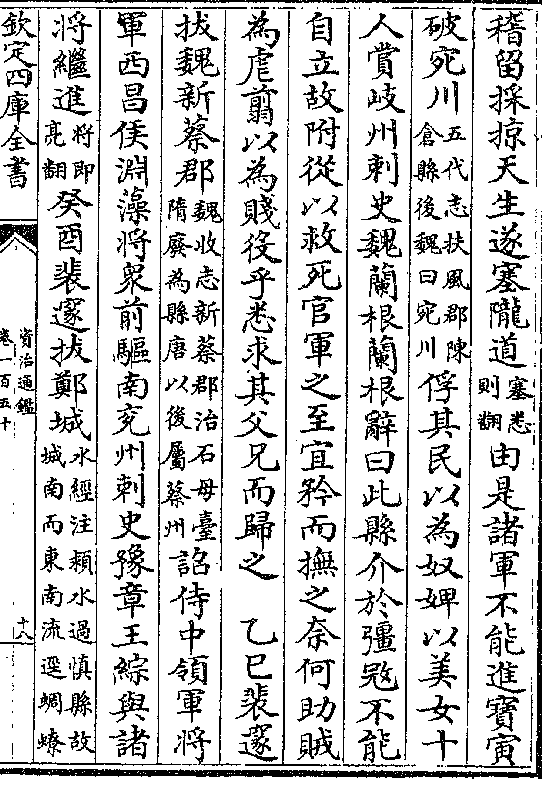 稽留採掠天生遂塞隴道塞悉則翻由是諸軍不能進寶寅
破宛川五代志扶風郡陳倉縣後魏曰宛川俘其民以為奴婢以美女十
人賞岐州刺史魏蘭根蘭根辭曰此縣介於彊敵不能
自立故附從以救死官軍之至宜矜而撫之奈何助賊
為虐翦以為賤役乎悉求其父兄而歸之　乙巳裴邃
拔魏新蔡郡魏收志新蔡郡治石母臺隋廢為縣唐以後屬蔡州詔侍中領軍將
軍西昌侯淵藻將衆前驅南兖州刺史豫章王綜與諸
將繼進將即亮翻癸酉裴邃拔鄭城水經注潁水過慎縣故城南而東南流逕蜩蟟
欽定四庫全書
資治通鑑
卷一百五十
十八